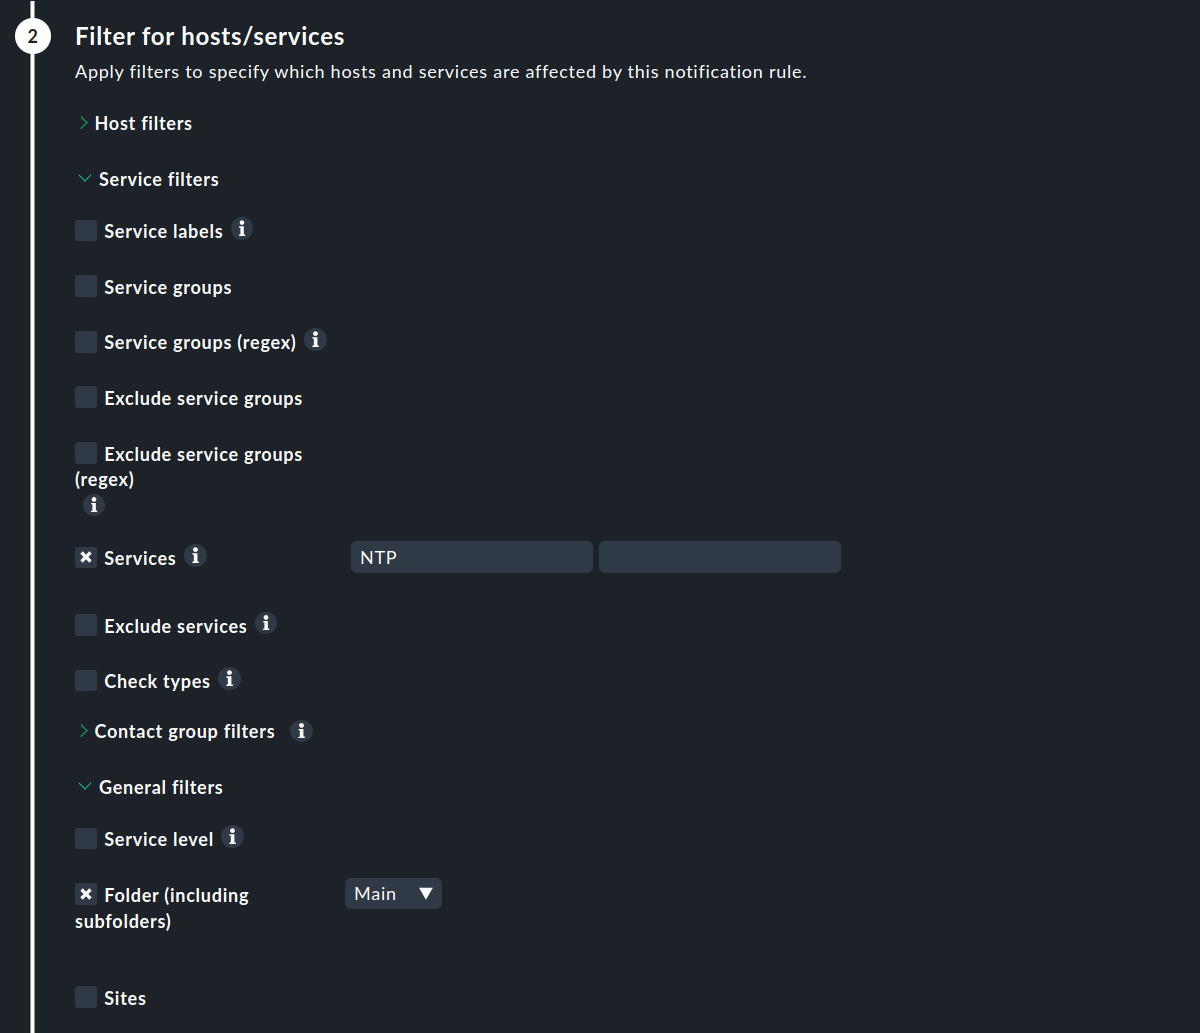 2
Filter for hosts/services
Apply filters to specify which hosts and services are affected by this notification rule.
Host filters
Service filters
Service labels i
Service groups
Service groups (regex) i
Exclude service groups
Exclude service groups
(regex)
i
Services i NTP
Exclude services i
Check types i
Contact group filters i
General filters
Service level i
Folder (including Main
subfolders)
Sites